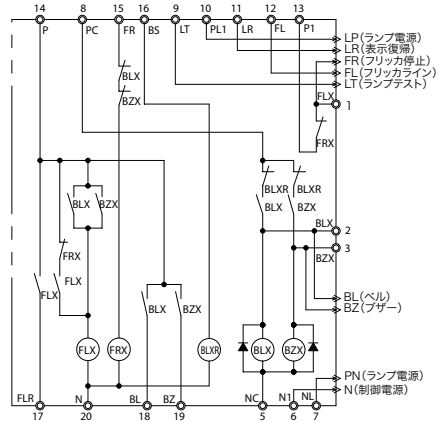 14 8 15 16 9 10 11 12 13
P PC FR BS LT PL1 LR FL P1
LP(ランプ電源)
LR(表示復帰)
FR(フリッカ停止)
FL(フリッカライン)
LT(ランプテスト)
BLX
BZX
FLX
1
FRX
BLXR BLXR
BLX BZX
BLX BZX
BLX
2
3
BZX
FRX
FLX FLX
BLX BZX
BL(ベル)
BZ(ブザー)
FLX FRX BLXR BLX BZX
PN(ランプ電源)
N(制御電源)
FLR N BL BZ NC N1 NL
17 20 18 19 5 6 7